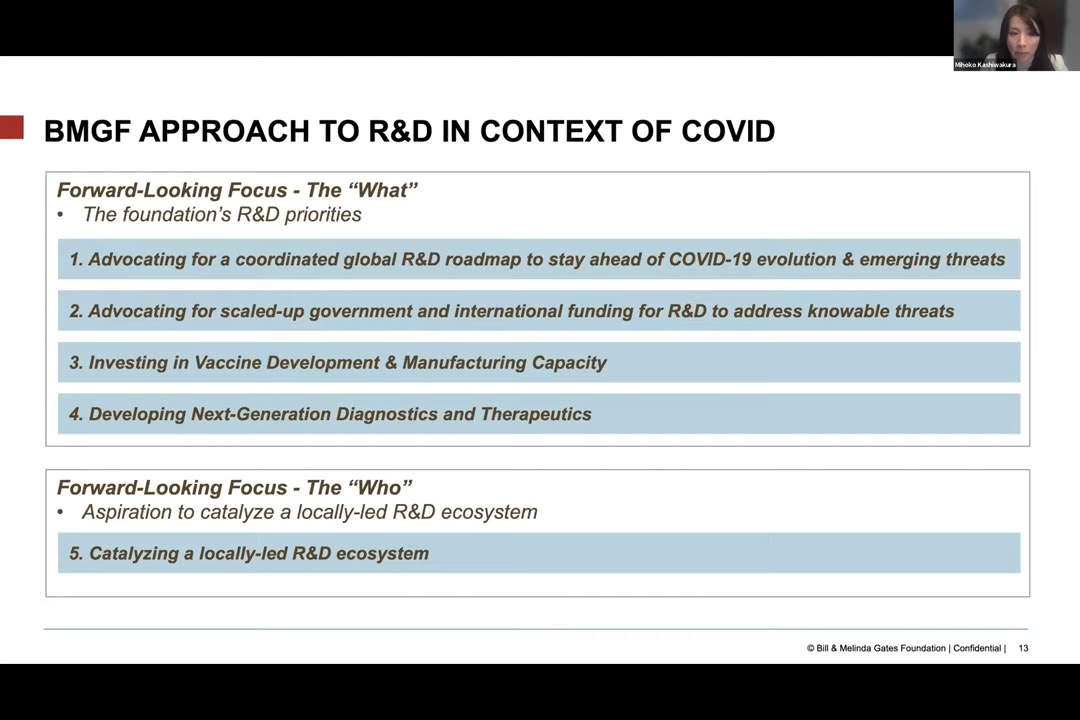 Mihoko Kashiwakura
BMGF APPROACH TO R&D IN CONTEXT OF COVID
Forward-Looking Focus - The “What”
• The foundation’s R&D priorities
1. Advocating for a coordinated global R&D roadmap to stay ahead of COVID-19 evolution & emerging threats
2. Advocating for scaled-up government and international funding for R&D to address knowable threats
3. Investing in Vaccine Development & Manufacturing Capacity
4. Developing Next-Generation Diagnostics and Therapeutics
Forward-Looking Focus - The “Who”
• Aspiration to catalyze a locally-led R&D ecosystem
5. Catalyzing a locally-led R&D ecosystem
© Bill & Melinda Gates Foundation | Confidential | 13